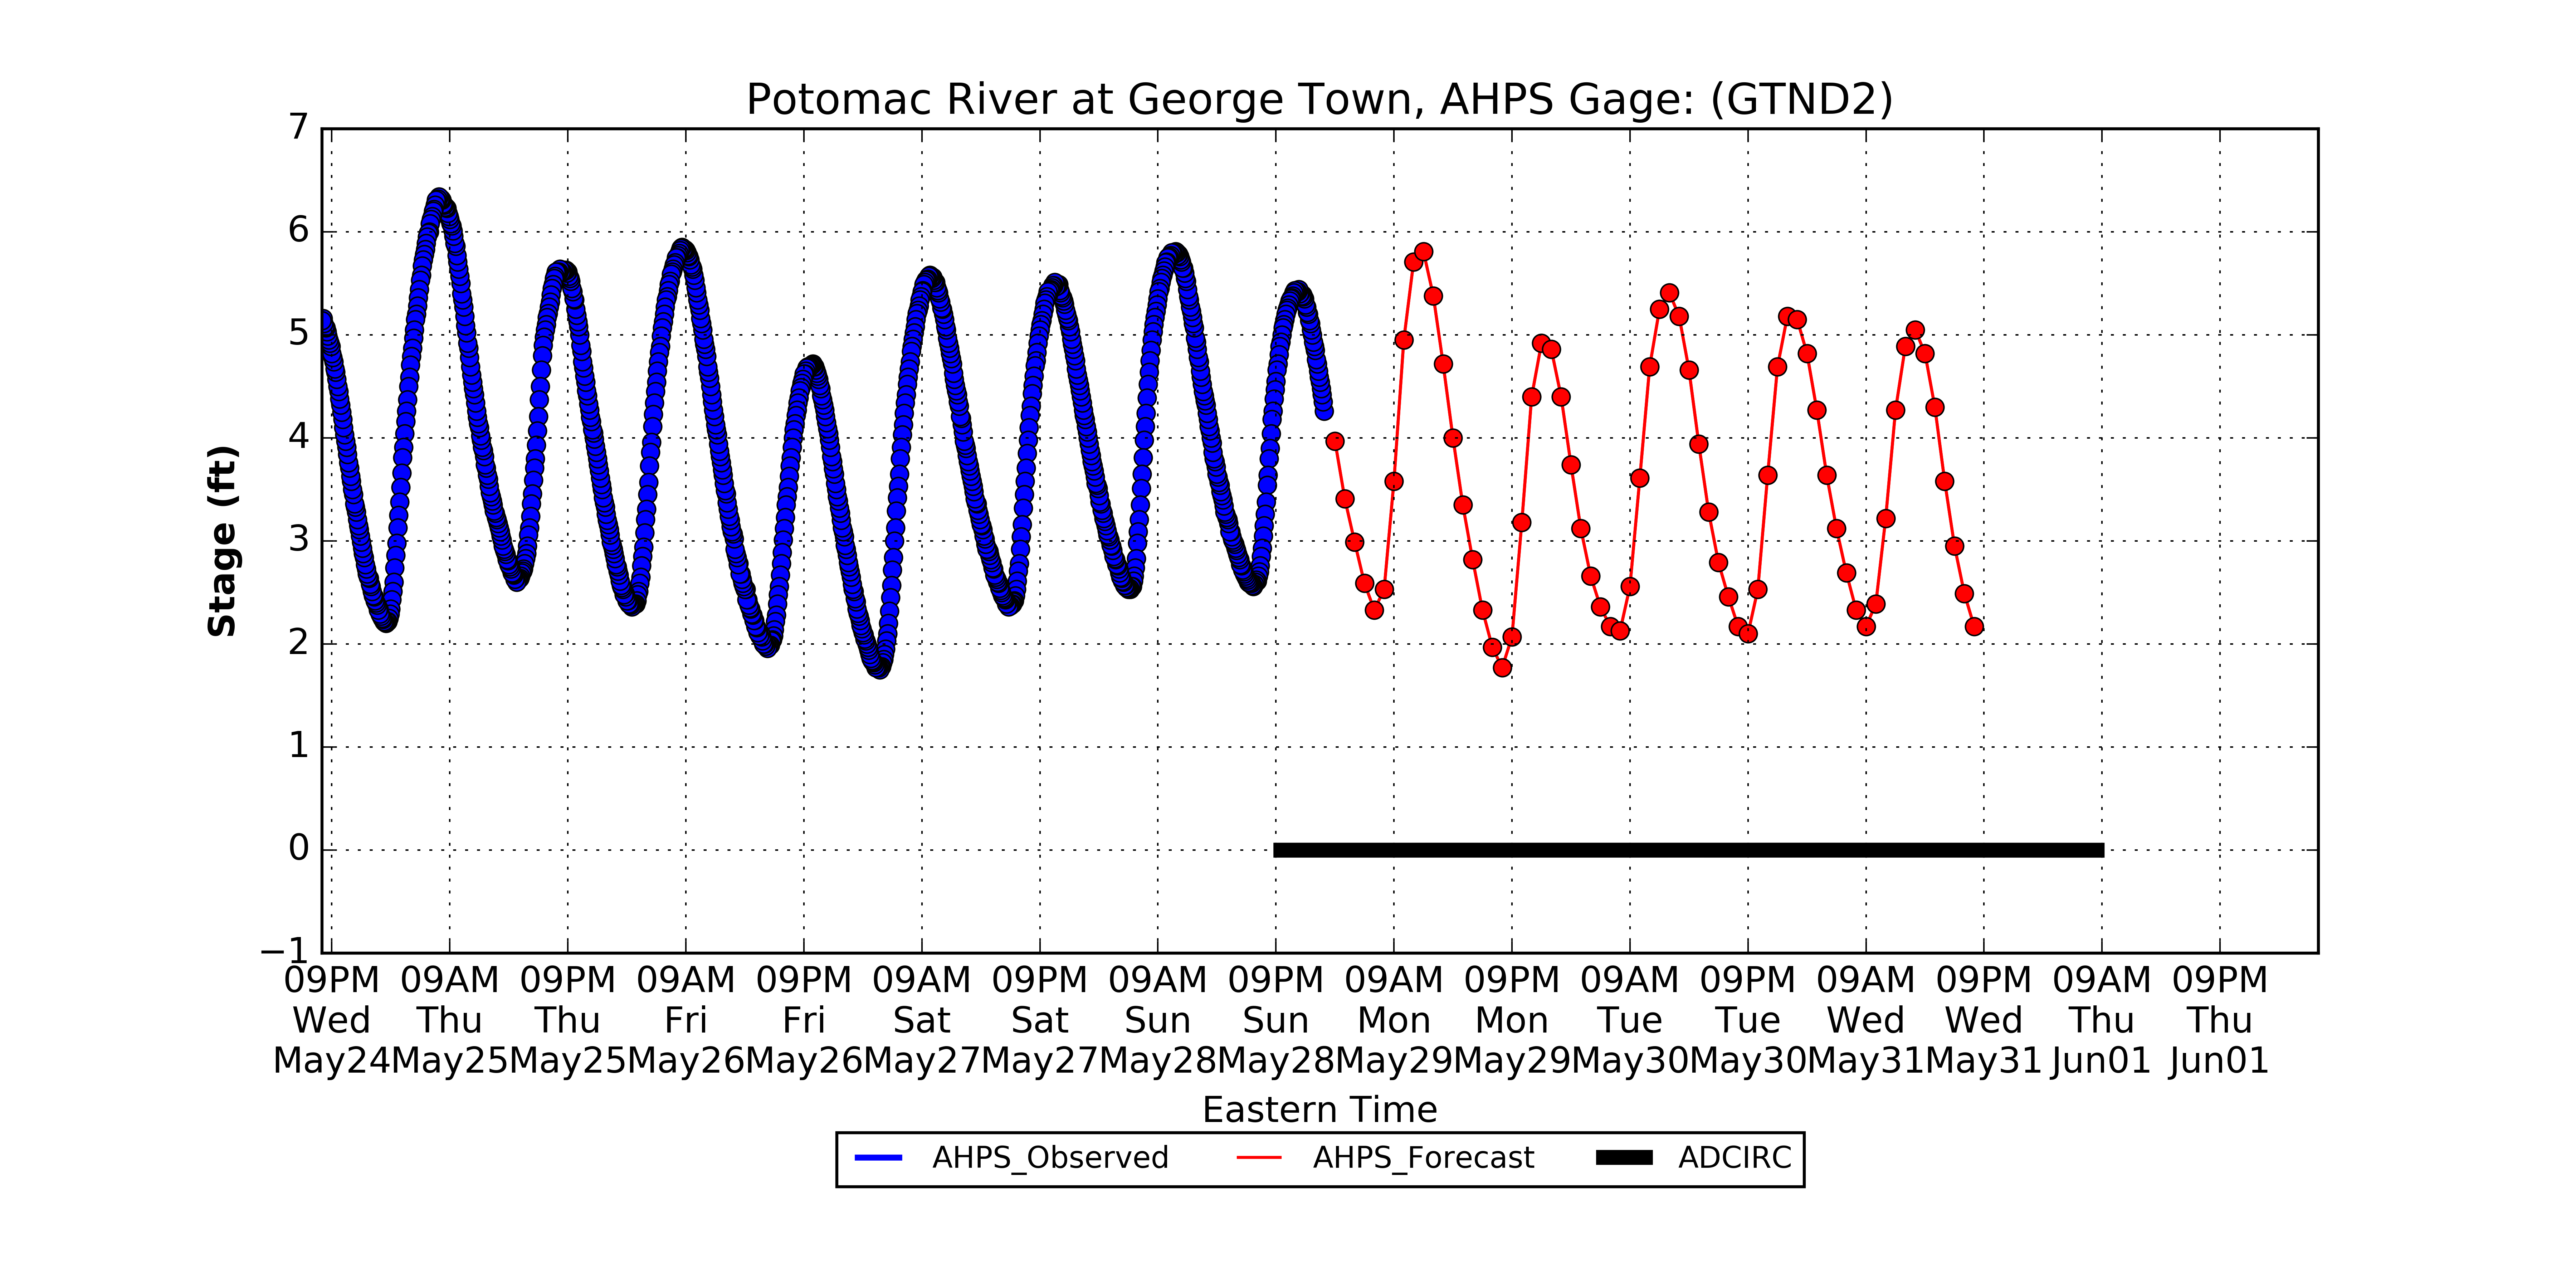 Potomac River at George Town, AHPS Gage: (GTND2)
7
6
5
4
3
2
1
0
−1
Stage (ft)
09PM 09AM 09PM 09AM 09PM 09AM 09PM 09AM 09PM 09AM 09PM 09AM 09PM 09AM 09PM 09AM 09PM
Wed Thu Thu Fri Fri Sat Sat Sun Sun Mon Mon Tue Tue Wed Wed Thu Thu
May24 May25 May25 May26 May26 May27 May27 May28 May28 May29 May29 May30 May30 May31 May31 Jun01 Jun01
Eastern Time
AHPS_Observed AHPS_Forecast ADCIRC